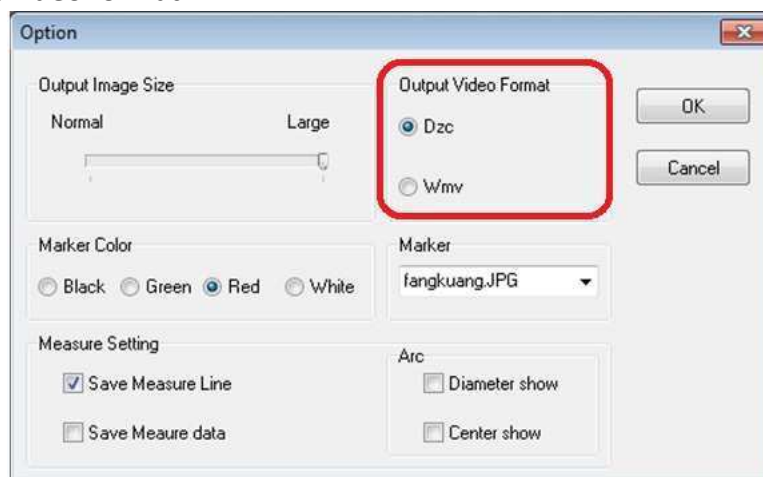 Option
Output Image Size
Normal Large
Output Video Format
Dzc
Wmv
OK
Cancel
Marker Color
Black Green Red White
Marker
fangkuang.JPG
Measure Setting
Save Measure Line
Save Meaure data
Arc
Diameter show
Center show